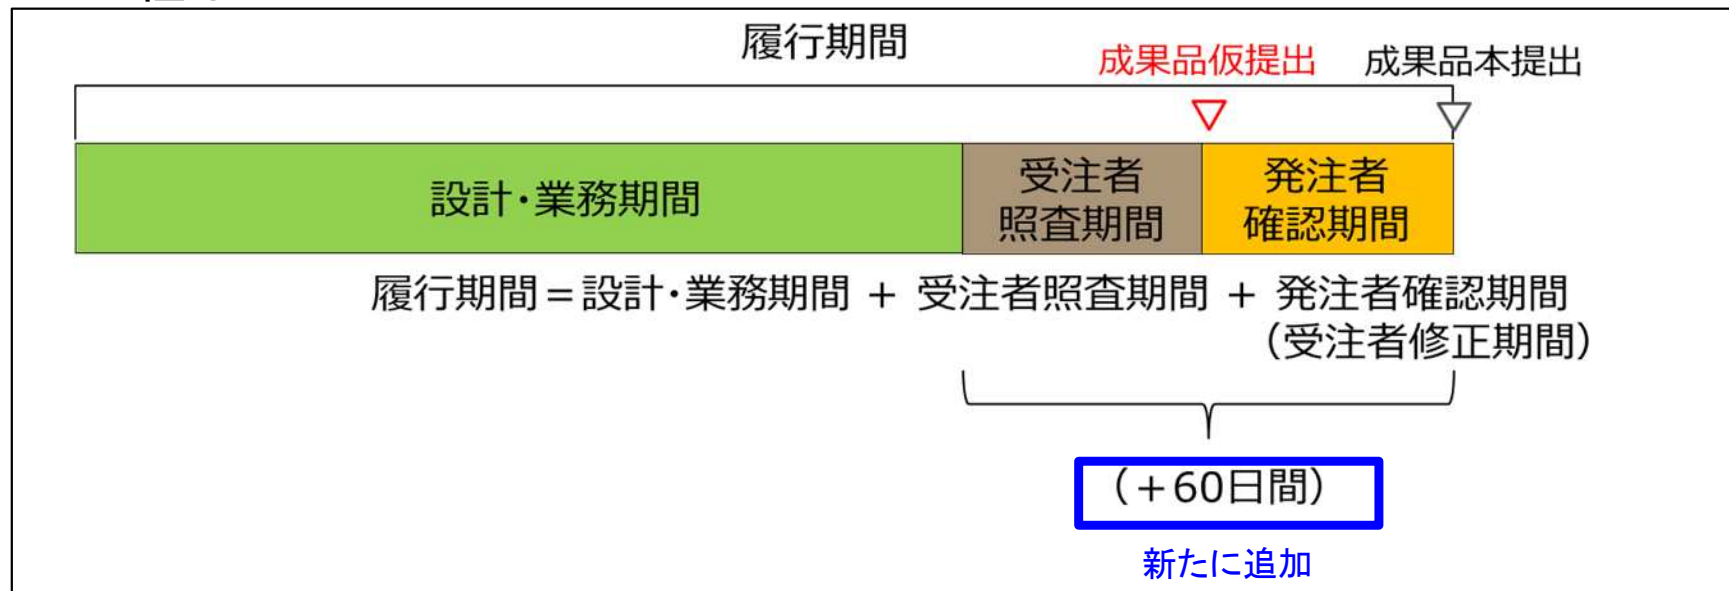 履行期間
成果品仮提出
成果品本提出
設計・業務期間
受注者
照査期間
発注者
確認期間
履行期間＝設計・業務期間 ＋ 受注者照査期間 ＋ 発注者確認期間
（受注者修正期間）
（＋60日間）
新たに追加